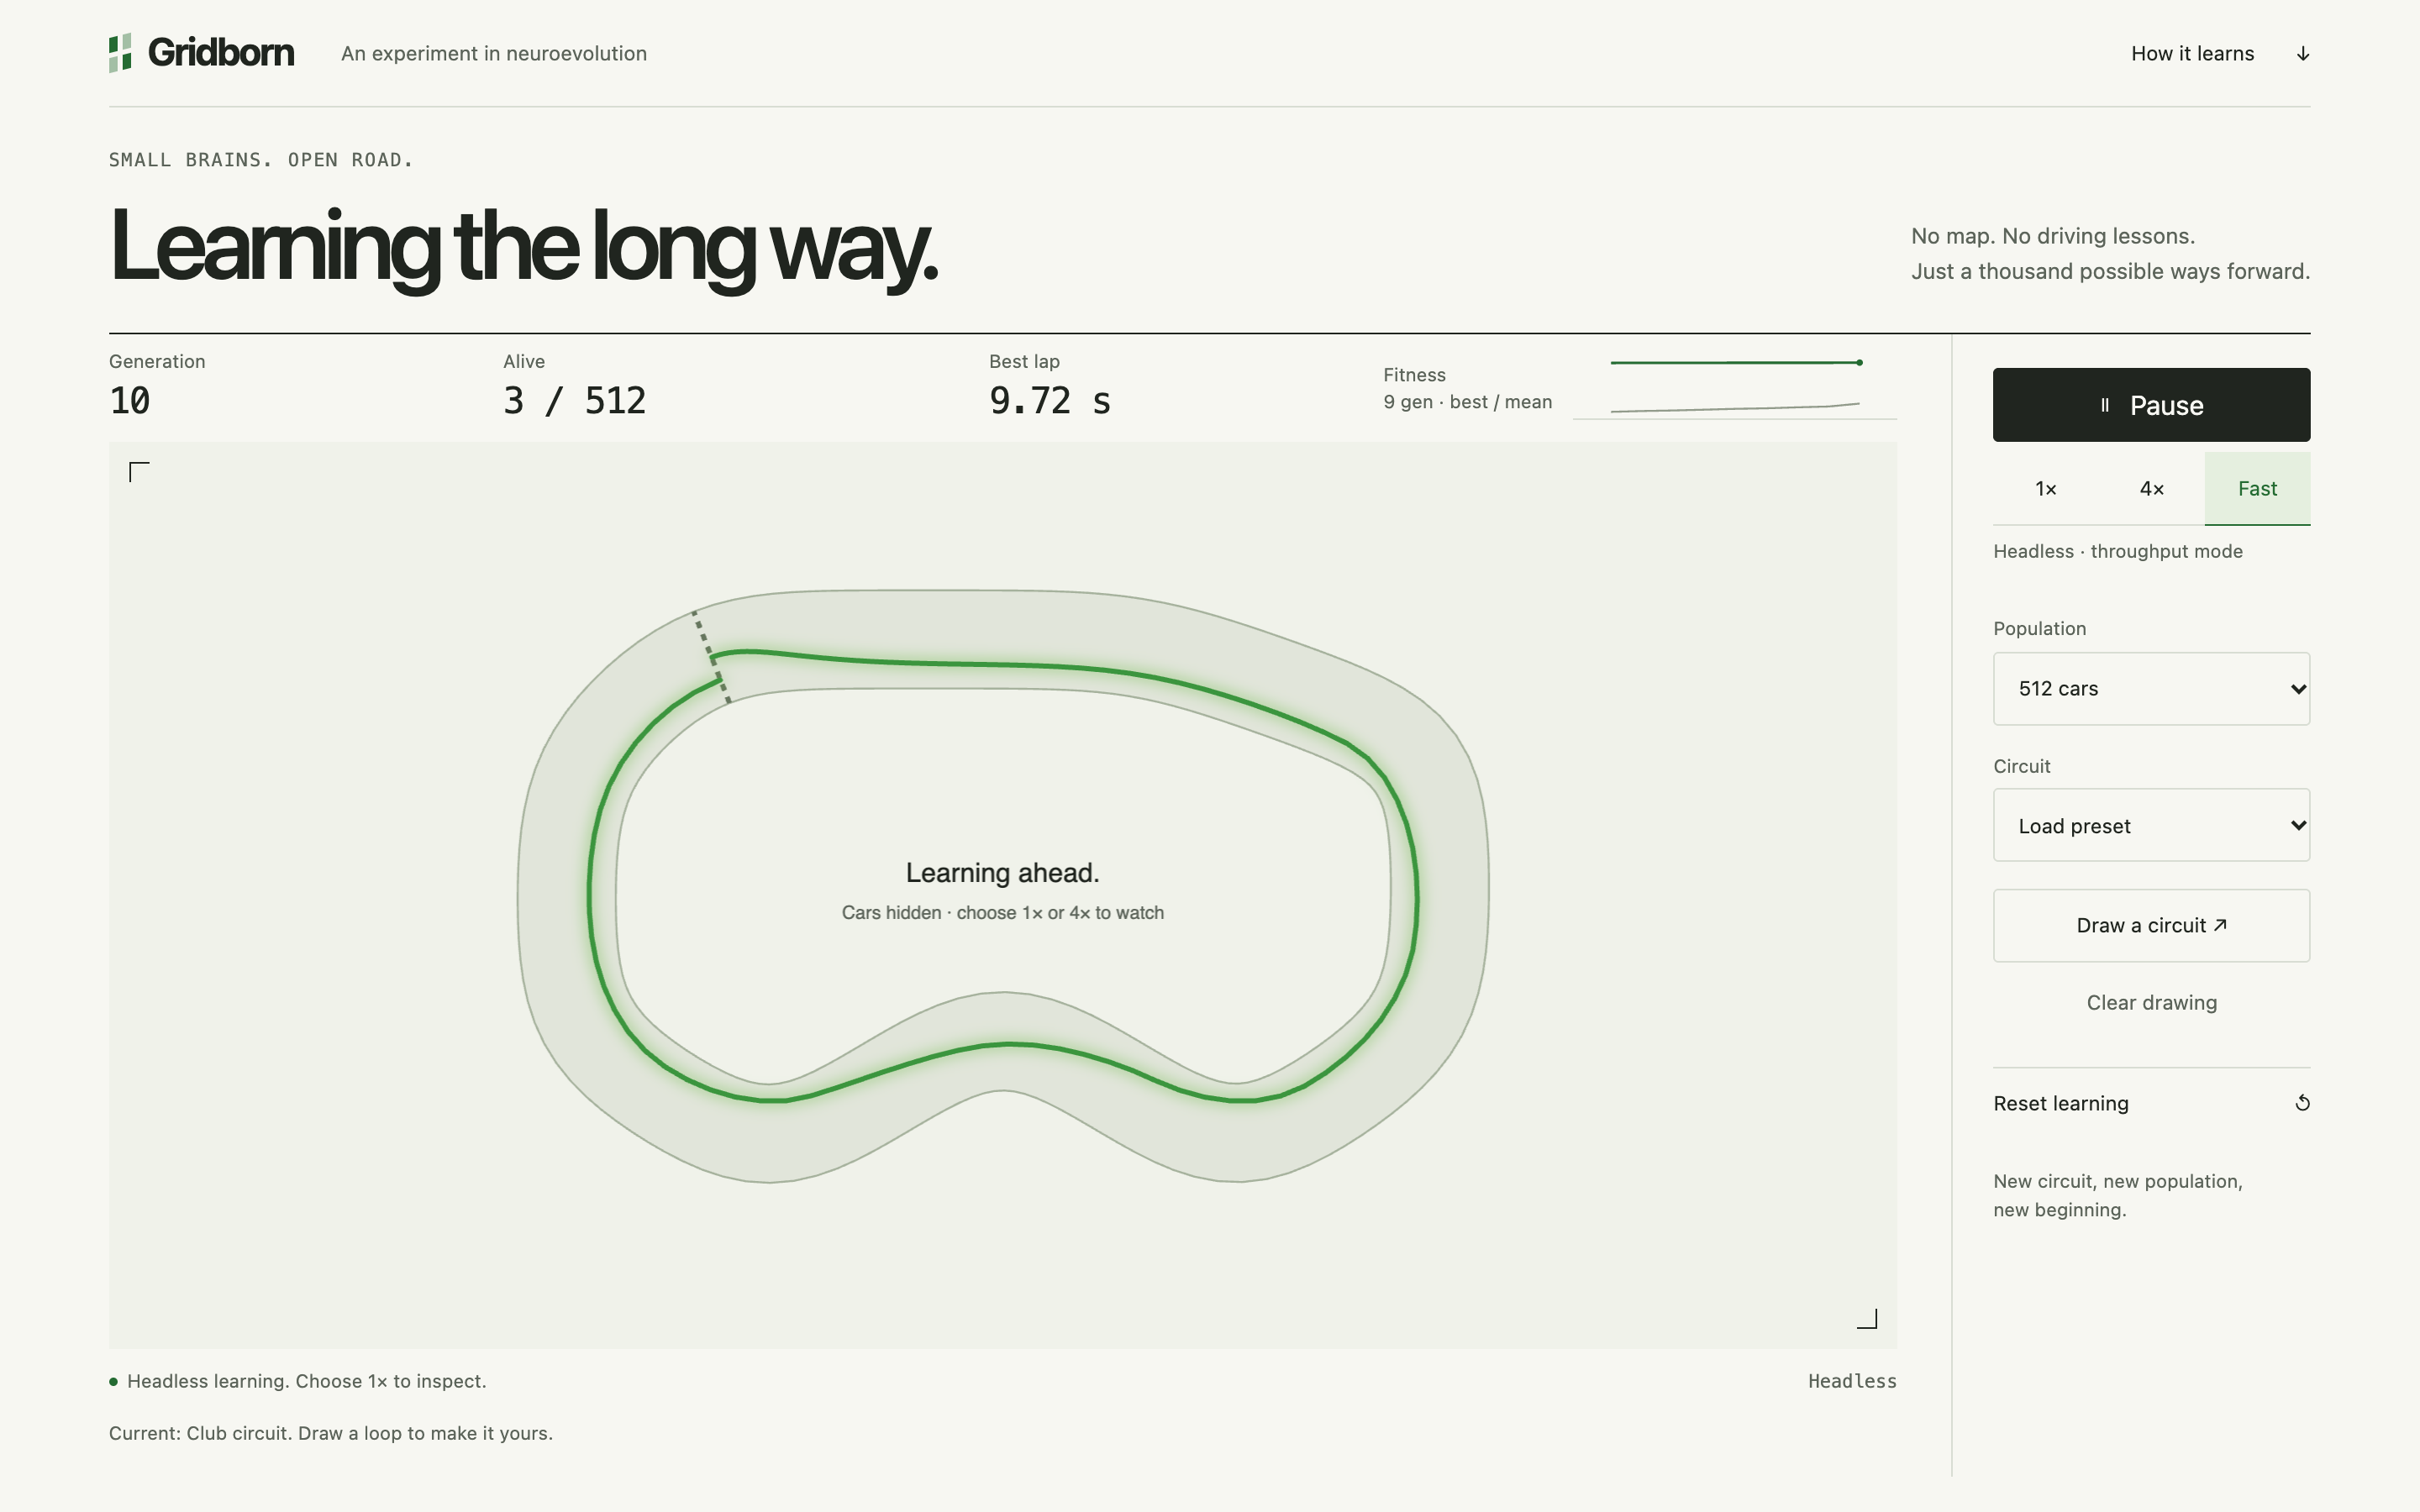 Gridborn
An experiment in neuroevolution
How it learns ↓
SMALL BRAINS. OPEN ROAD.
Learning the long way.
No map. No driving lessons.
Just a thousand possible ways forward.
Generation
10
Alive
3 / 512
Best lap
9.72 s
Fitness
9 gen · best / mean
Pause
1× 4× Fast
Headless · throughput mode
Population
512 cars
Circuit
Load preset
Draw a circuit ↗
Clear drawing
Reset learning
New circuit, new population,
new beginning.
Learning ahead.
Cars hidden · choose 1× or 4× to watch
Headless learning. Choose 1× to inspect.
Headless
Current: Club circuit. Draw a loop to make it yours.